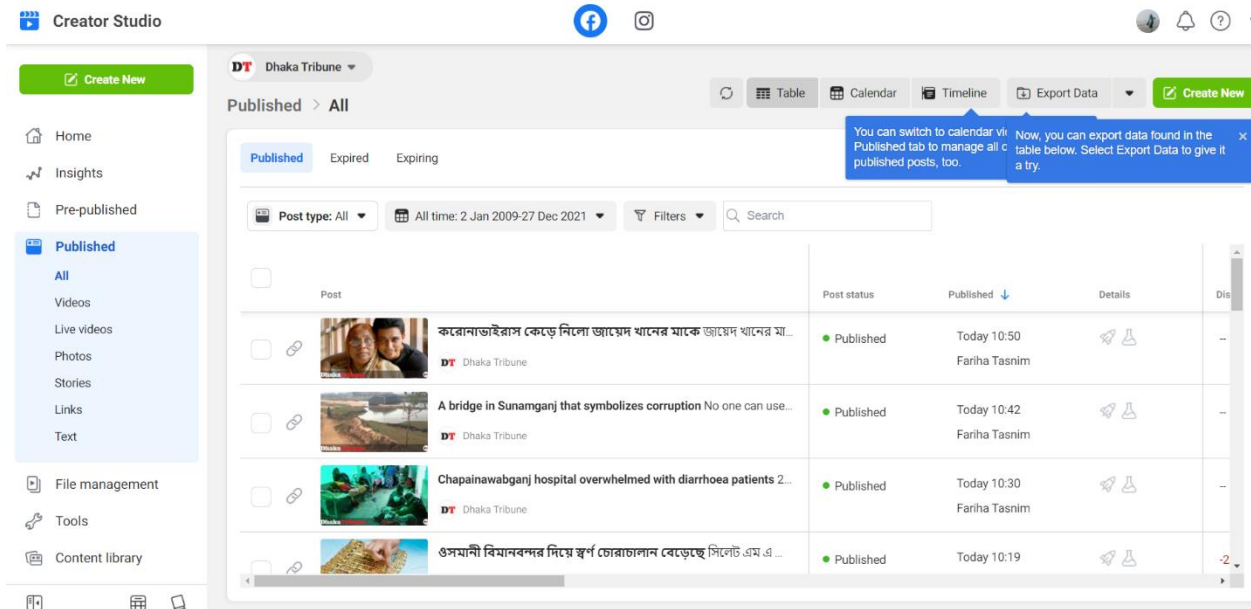 Creator Studio
Create New
Home
Insights
Pre-published
Published
All
Videos
Live videos
Photos
Stories
Links
Text
File management
Tools
Content library
DT Dhaka Tribune
Published > All
Table
Calendar
Timeline
Export Data
Create New
You can switch to calendar
Published tab to manage all
published posts, too.
Now, you can export data found in the
table below. Select Export Data to give it
a try.
Published
Expired
Expiring
Post type: All
All time: 2 Jan 2009-27 Dec 2021
Filters
Search
Post
Post status
Published
Details
করোনাভাইরাস কেড়ে নিলো জায়েদ খানের মাকে জায়েদ খানের মা...
DT Dhaka Tribune
Published
Today 10:50
Fariha Tasnim
--
A bridge in Sunamganj that symbolizes corruption No one can use...
DT Dhaka Tribune
Published
Today 10:42
Fariha Tasnim
--
Chapainawabganj hospital overwhelmed with diarrhoea patients 2...
DT Dhaka Tribune
Published
Today 10:30
Fariha Tasnim
--
ওসমানী বিমানবন্দর দিয়ে স্বর্ণ চোরাচালান বেড়েছে সিলেট এম এ ...
Published
Today 10:19
-2